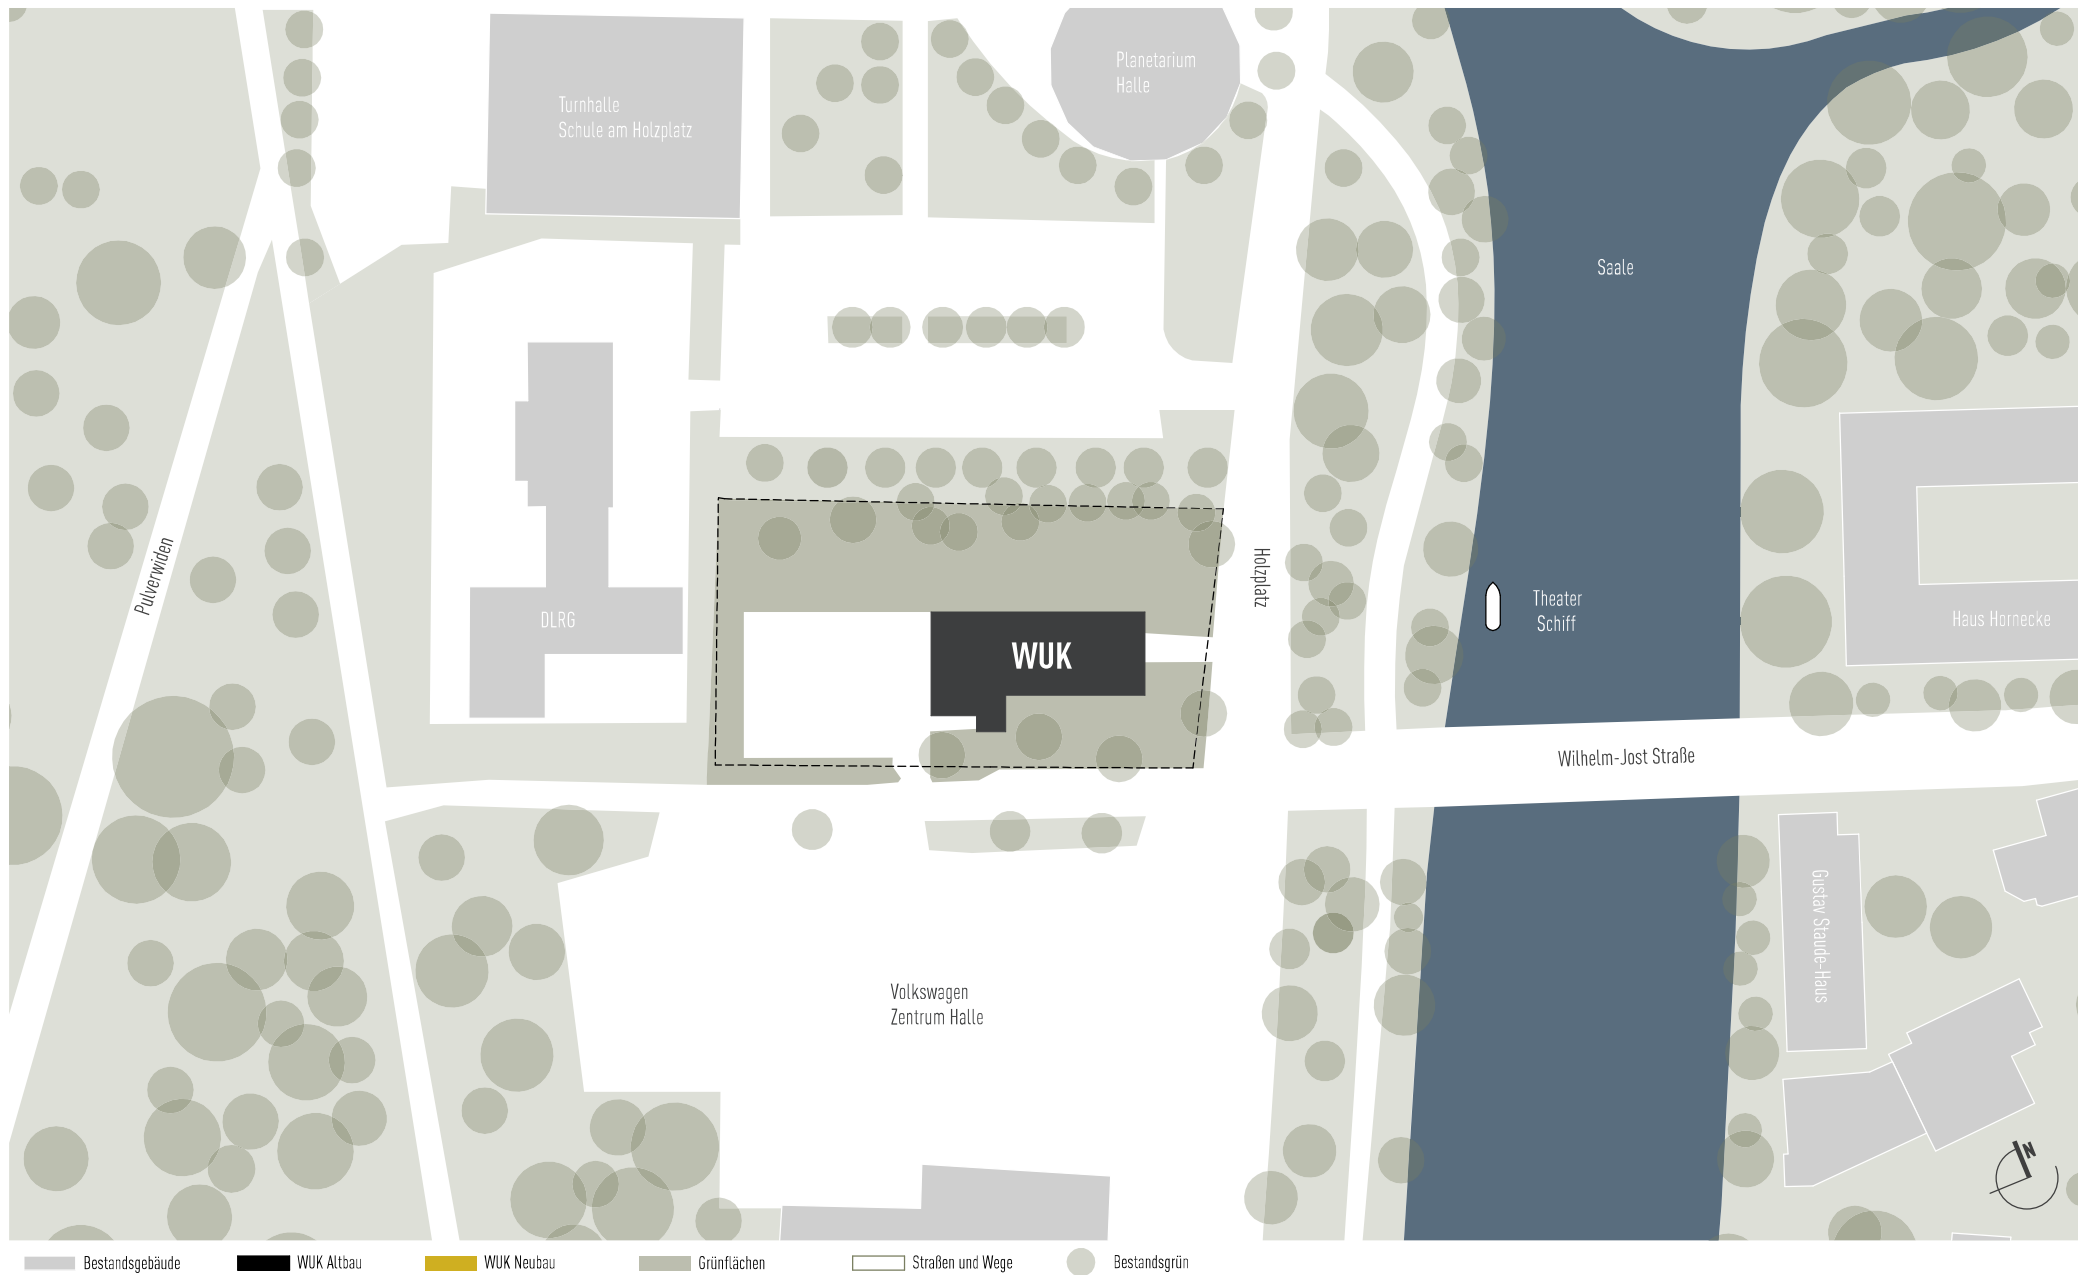 Planetarium
Halle
Turnhalle
Schule am Holzplatz
Saale
Pulverwiden
Holzplatz
Theater
Schiff
DLRG
WUK
Haus Hornecke
Wilhelm-Jost Straße
Gustav Staude-Haus
Volkswagen
Zentrum Halle
N
Bestandsgebäude
WUK Altbau
WUK Neubau
Grünflächen
Straßen und Wege
Bestandsgrün